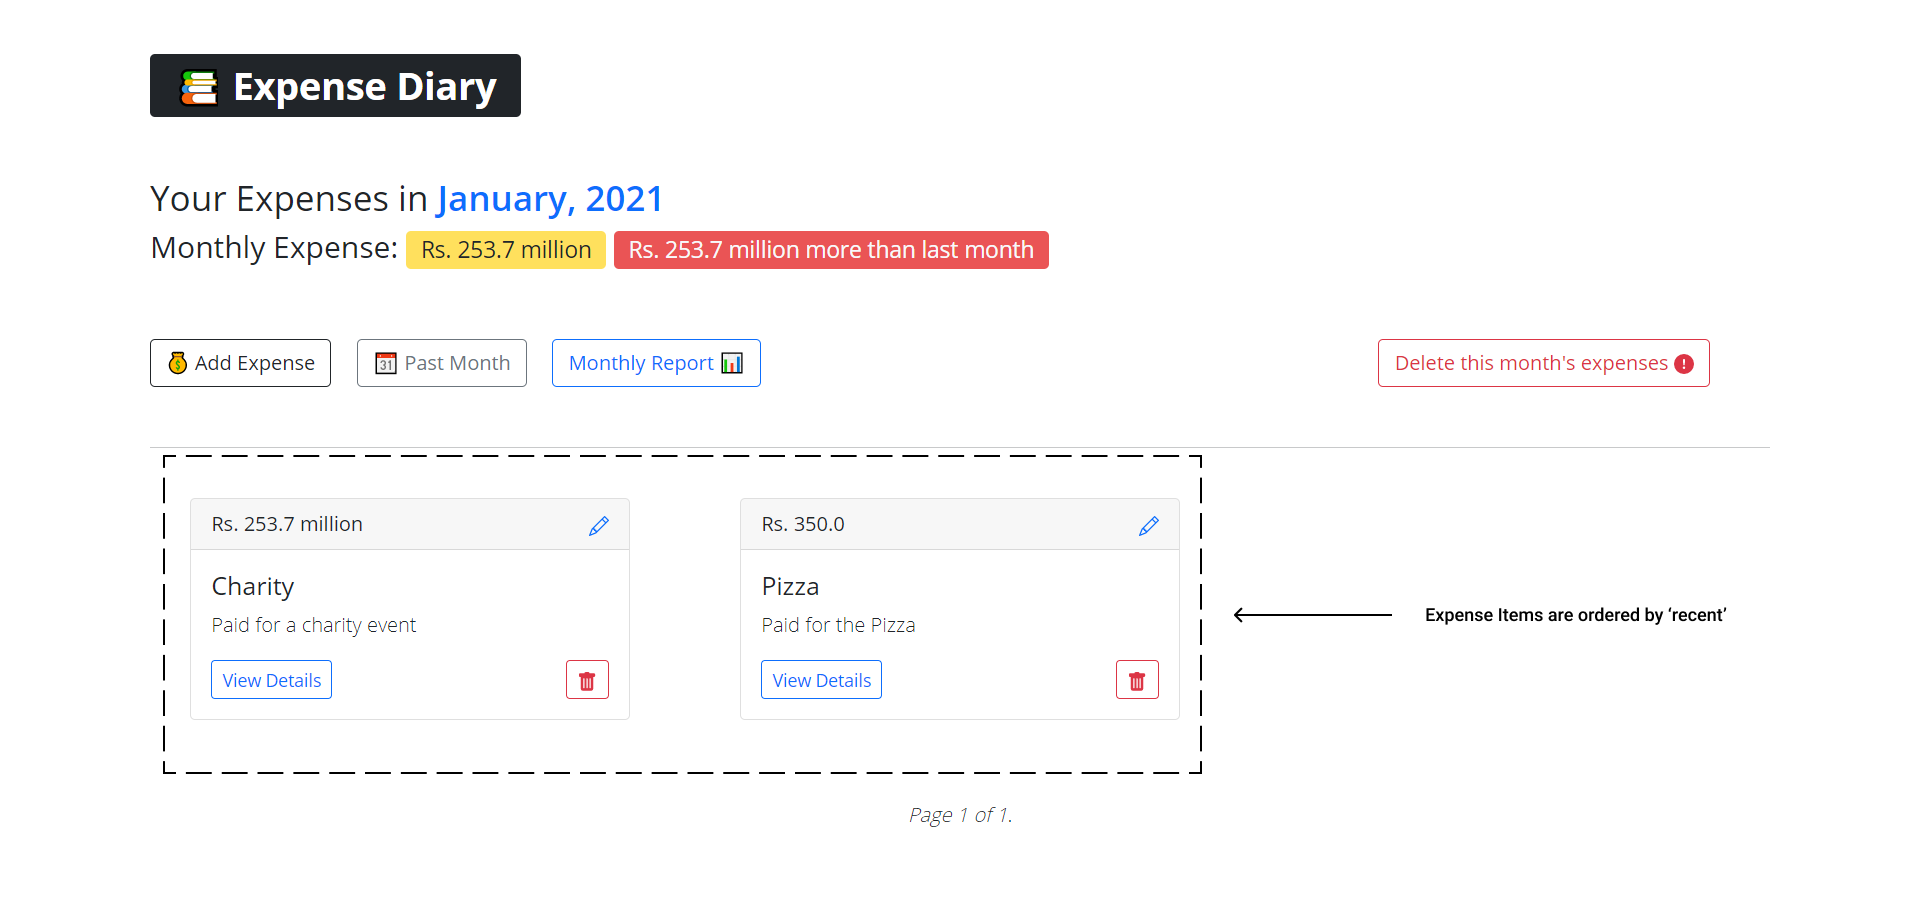 Expense Diary
Your Expenses in January, 2021
Monthly Expense: Rs. 253.7 million Rs. 253.7 million more than last month
Add Expense
31 Past Month
Monthly Report
Delete this month's expenses !
Rs. 253.7 million
Charity
Paid for a charity event
View Details
Rs. 350.0
Pizza
Paid for the Pizza
View Details
Expense Items are ordered by ‘recent’
Page 1 of 1.